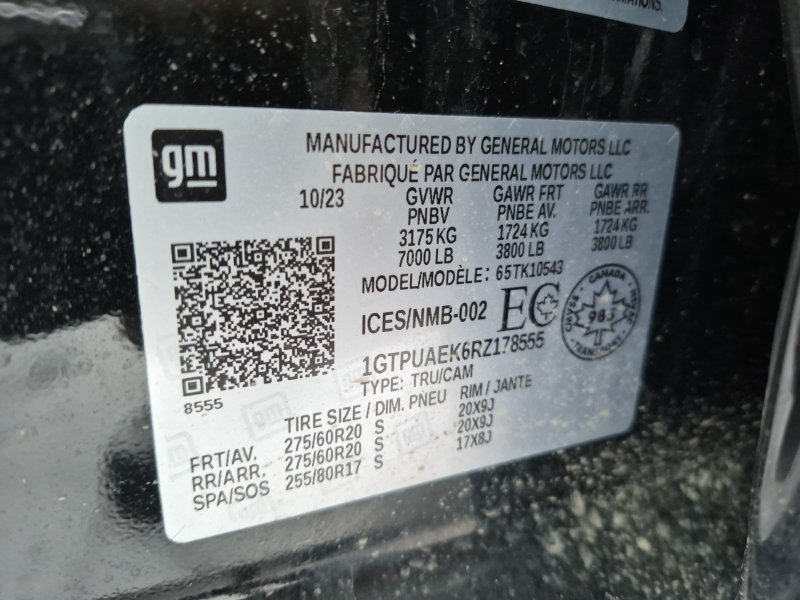 gm
MANUFACTURED BY GENERAL MOTORS LLC
FABRIQUÉ PAR GENERAL MOTORS LLC
10/23 GVWR GAWR FRT GAWR RR
PNBV PNBE AV. PNBE ARR.
3175 KG 1724 KG 1724 KG
7000 LB 3800 LB 3800 LB
MODEL/MODÈLE: 65TK10543
ICES/NMB-002 EC
CANADA
983
1GTPUAEK6RZ178555
TYPE: TRU/CAM
8555
TIRE SIZE / DIM. PNEU RIM / JANTE
FRT/AV. 275/60R20 S 20X9J
RR/ARR. 275/60R20 S 20X9J
SPA/SOS 255/80R17 S 17X8J